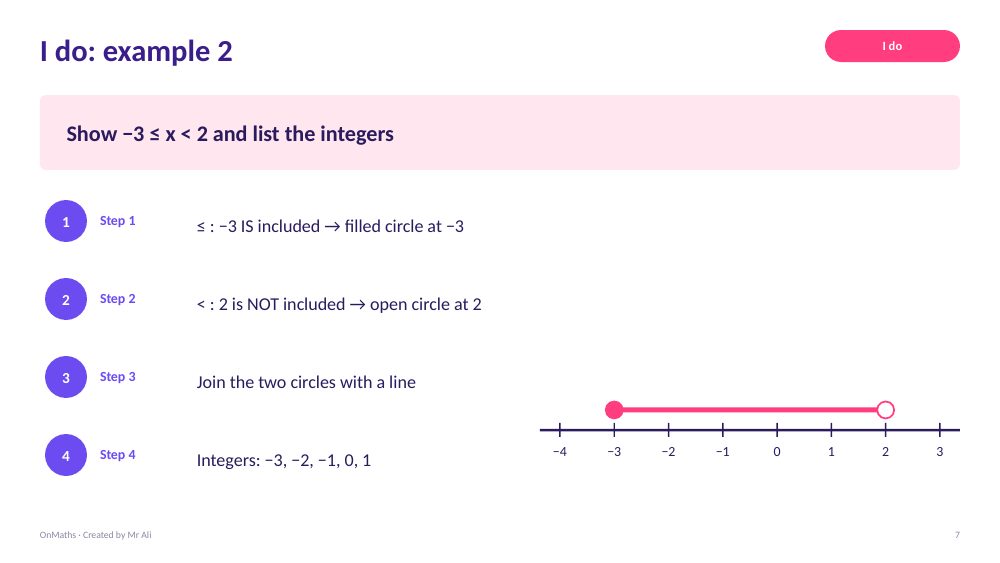 I do: example 2
I do
Show −3 ≤ x < 2 and list the integers
1 Step 1 ≤ : −3 IS included → filled circle at −3
2 Step 2 < : 2 is NOT included → open circle at 2
3 Step 3 Join the two circles with a line
4 Step 4 Integers: −3, −2, −1, 0, 1
−4 −3 −2 −1 0 1 2 3
OnMaths · Created by Mr Ali
7